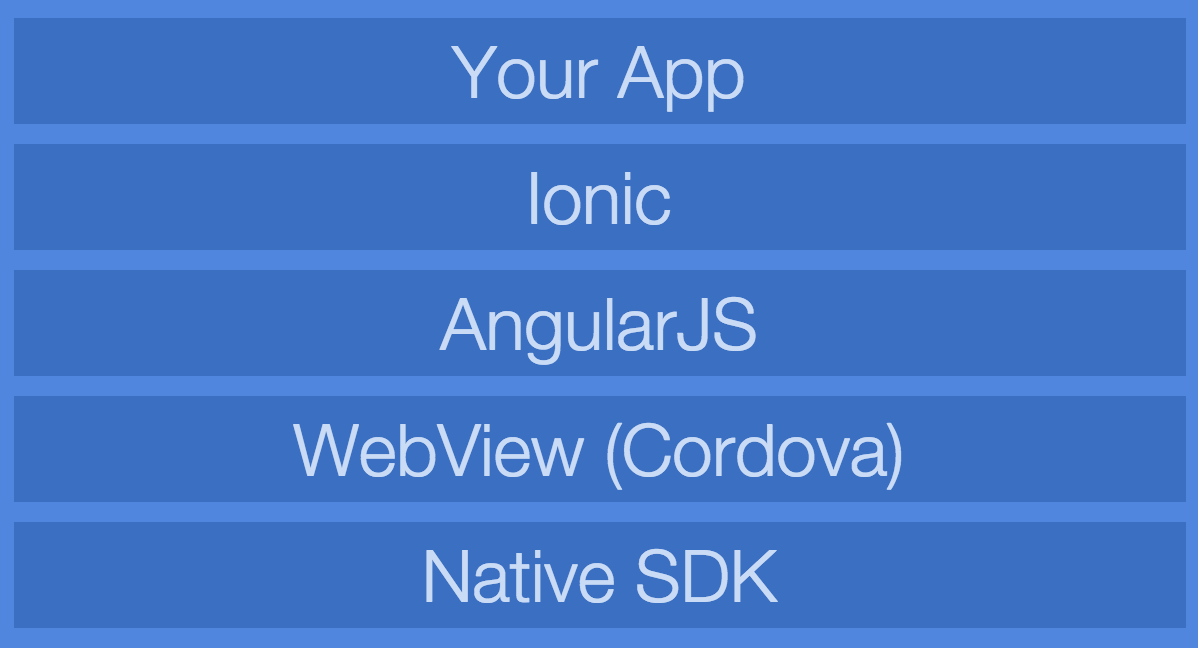 Your App
Ionic
AngularJS
WebView (Cordova)
Native SDK